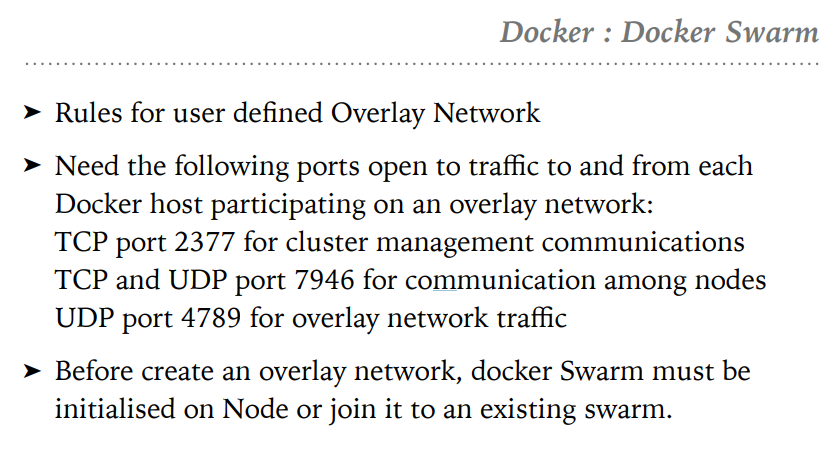 Docker : Docker Swarm
➤ Rules for user defined Overlay Network
➤ Need the following ports open to traffic to and from each
Docker host participating on an overlay network:
TCP port 2377 for cluster management communications
TCP and UDP port 7946 for communication among nodes
UDP port 4789 for overlay network traffic
➤ Before create an overlay network, docker Swarm must be
initialised on Node or join it to an existing swarm.